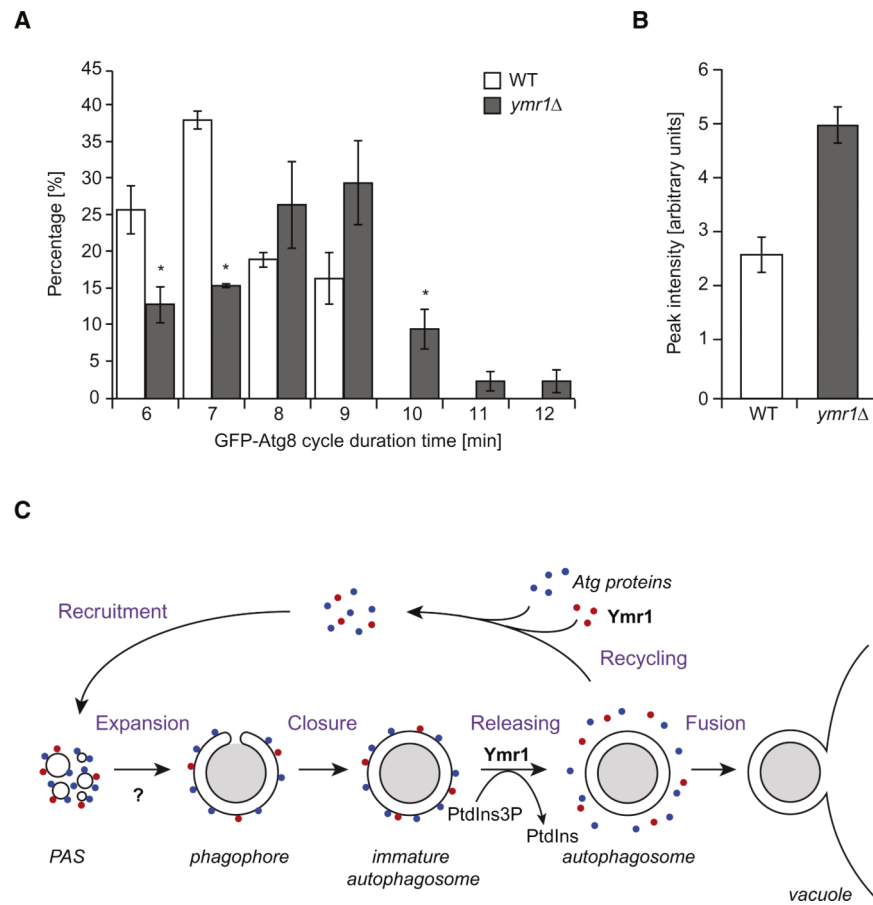 A
B
45
40
35
30
25
20
15
10
5
0
Percentage [%]
WT
ymr1Δ
*
*
*
6 7 8 9 10 11 12
GFP-Atg8 cycle duration time [min]
6
5
4
3
2
1
0
Peak intensity [arbitrary units]
WT ymr1Δ
C
Atg proteins
Recruitment
Ymr1
Recycling
Expansion Closure Releasing Fusion
Ymr1
?
PtdIns3P
PtdIns
PAS phagophore immature autophagosome
autophagosome
vacuole